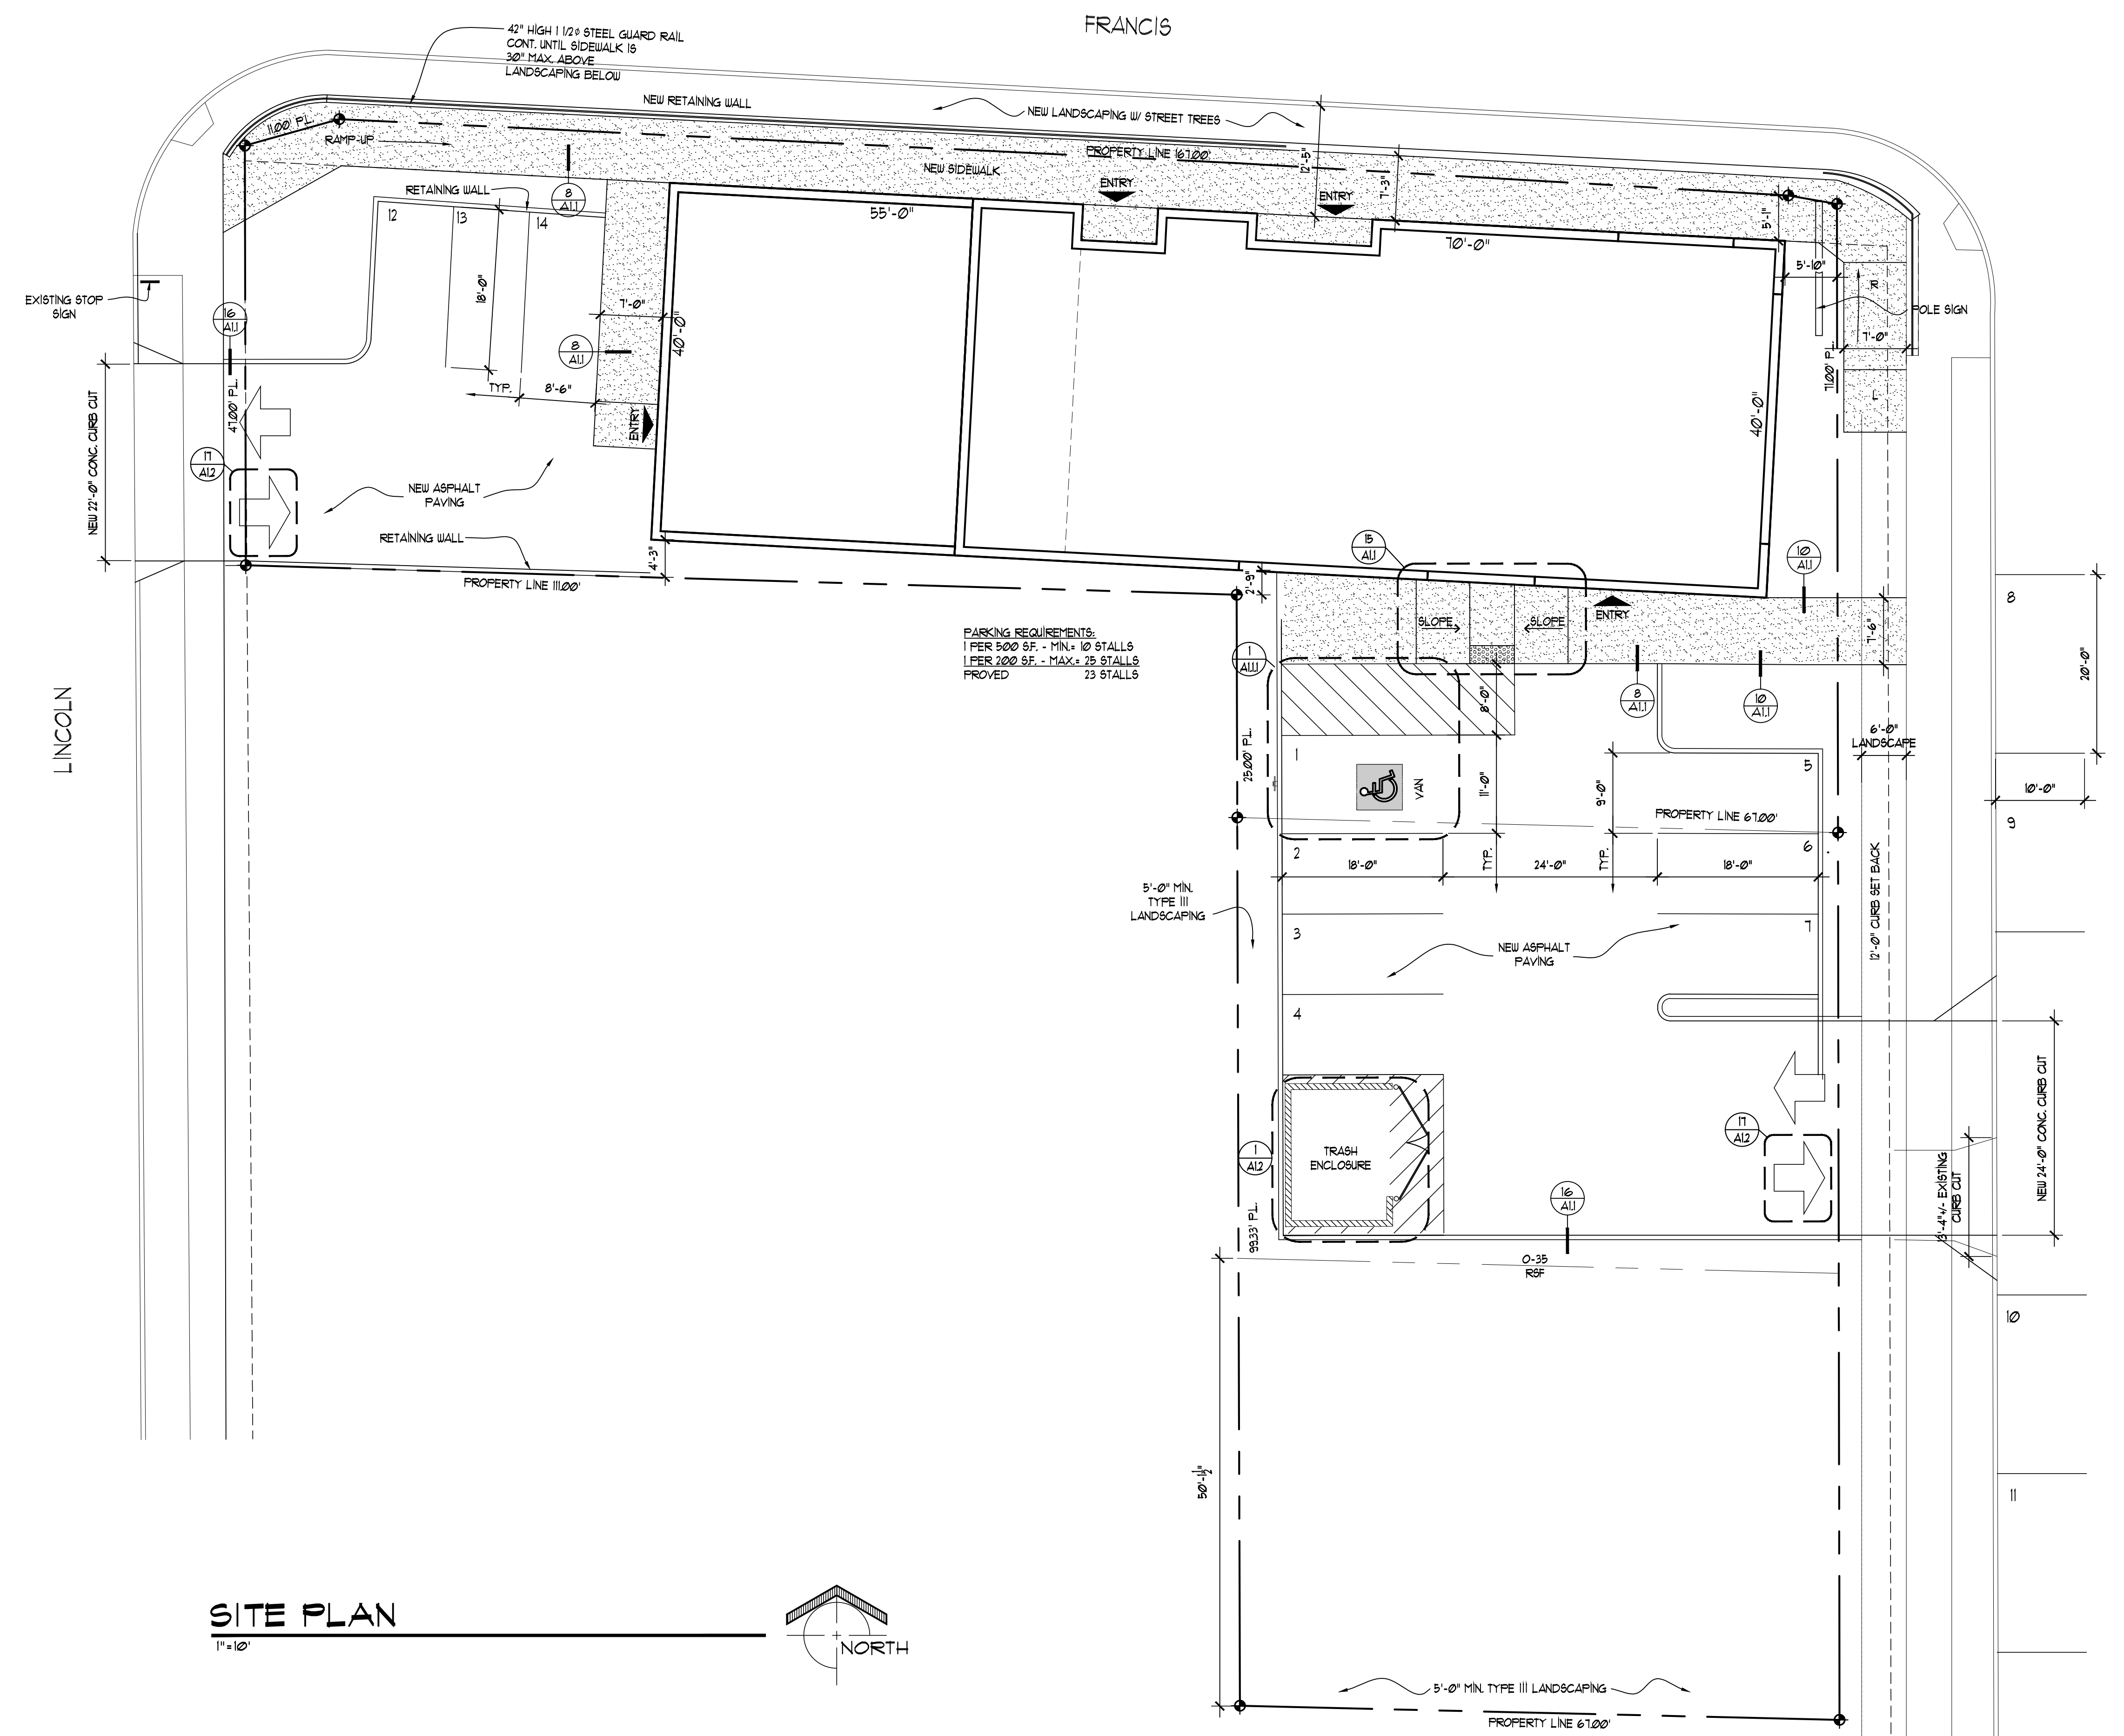 FRANCIS
42" HIGH 1 1/2ø STEEL GUARD RAIL
CONT. UNTIL SIDEWALK IS
30" MAX. ABOVE
LANDSCAPING BELOW
NEW RETAINING WALL
NEW LANDSCAPING W/ STREET TREES
11.00' P.L.
RAMP-UP
PROPERTY LINE 167.00'
NEW SIDEWALK
12'-5"
7'-3"
5'-1"
RETAINING WALL
8
A1.1
ENTRY
ENTRY
12
13
14
55'-0"
70'-0"
5'-10"
R
POLE SIGN
EXISTING STOP
SIGN
16
A1.1
18'-0"
7'-0"
40'-0"
8
A1.1
7'-0"
71.00' P.L.
NEW 22'-0" CONC. CURB CUT
47.00' P.L.
TYP.
8'-6"
ENTRY
40'-0"
L
17
A1.2
NEW ASPHALT
PAVING
RETAINING WALL
4'-3"
PROPERTY LINE 111.00'
15
A1.1
10
A1.1
2'-9"
8
SLOPE
SLOPE
ENTRY
7'-6"
20'-0"
PARKING REQUIREMENTS:
1 PER 500 S.F. - MIN.= 10 STALLS
1 PER 200 S.F. - MAX.= 25 STALLS
PROVED 23 STALLS
1
A1.1.1
8'-0"
8
A1.1
10
A1.1
LINCOLN
25.00' P.L.
1
VAN
11'-0"
9'-0"
5
6'-0"
LANDSCAPE
10'-0"
PROPERTY LINE 67.00'
9
2
18'-0"
TYP.
24'-0"
TYP.
18'-0"
6
5'-0" MIN.
TYPE III
LANDSCAPING
12'-0" CURB SET BACK
3
NEW ASPHALT
PAVING
7
4
NEW 24'-0" CONC. CURB CUT
17
A1.2
1
A1.2
TRASH
ENCLOSURE
99.33' P.L.
16
A1.1
13'-4"+/- EXISTING
CURB CUT
0-35
RSF
10
50'-1½"
11
SITE PLAN
1"=10'
NORTH
5'-0" MIN. TYPE III LANDSCAPING
PROPERTY LINE 67.00'